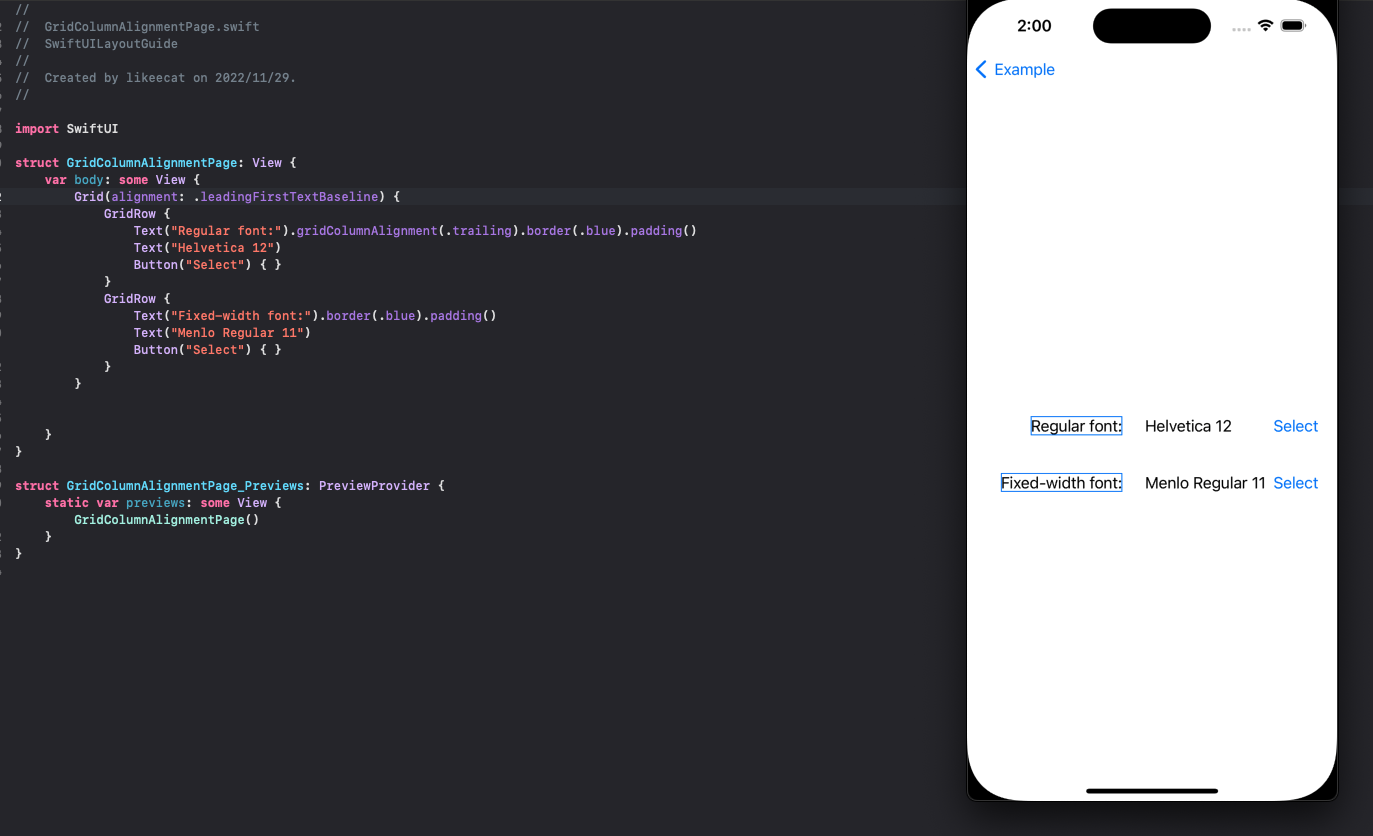 //
//  GridColumnAlignmentPage.swift
//  SwiftUILayoutGuide
//
//  Created by likeecat on 2022/11/29.
//
import SwiftUI
struct GridColumnAlignmentPage: View {
    var body: some View {
        Grid(alignment: .leadingFirstTextBaseline) {
            GridRow {
                Text("Regular font:").gridColumnAlignment(.trailing).border(.blue).padding()
                Text("Helvetica 12")
                Button("Select") { }
            }
            GridRow {
                Text("Fixed-width font:").border(.blue).padding()
                Text("Menlo Regular 11")
                Button("Select") { }
            }
        }
    }
}
struct GridColumnAlignmentPage_Previews: PreviewProvider {
    static var previews: some View {
        GridColumnAlignmentPage()
    }
}
2:00
Example
Regular font: Helvetica 12 Select
Fixed-width font: Menlo Regular 11 Select